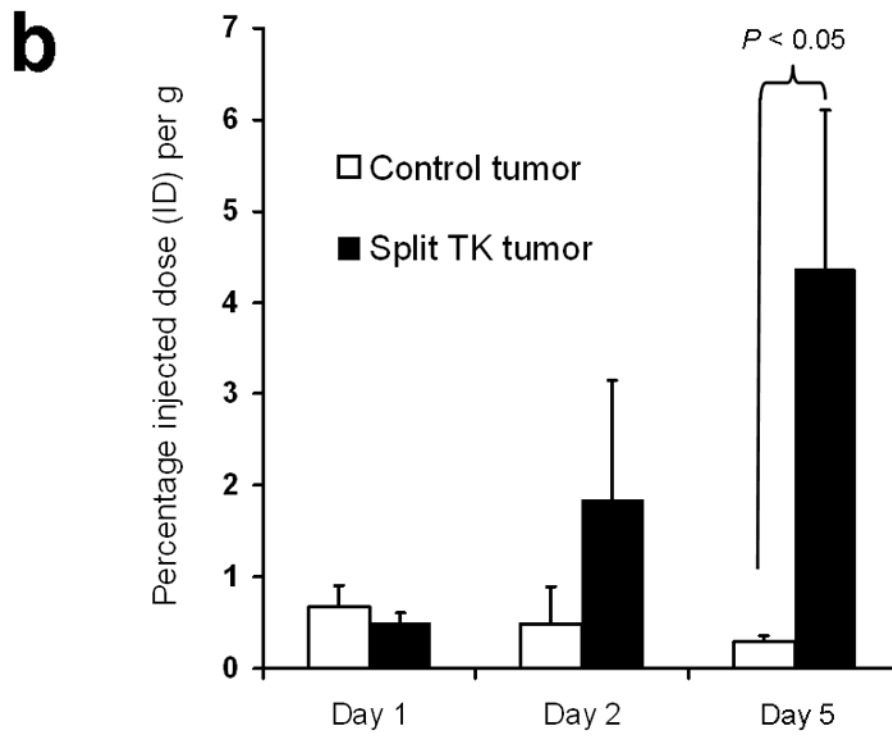 b
Percentage injected dose (ID) per g
7
6
5
4
3
2
1
0
P < 0.05
Control tumor
Split TK tumor
Day 1
Day 2
Day 5